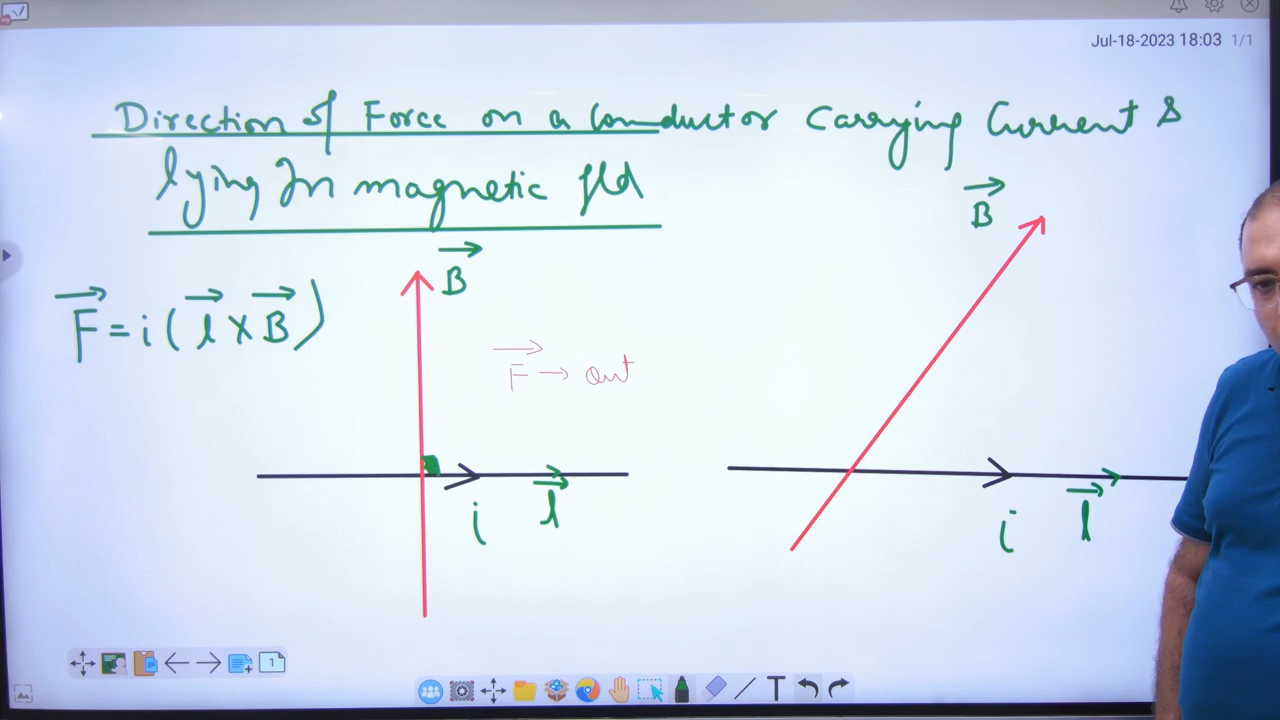 Jul-18-2023 18:03 1/1
Direction of Force on a Conductor Carrying Current &
lying In magnetic fld
B
B
F = i ( l × B )
F → out
i l
i l
1
T